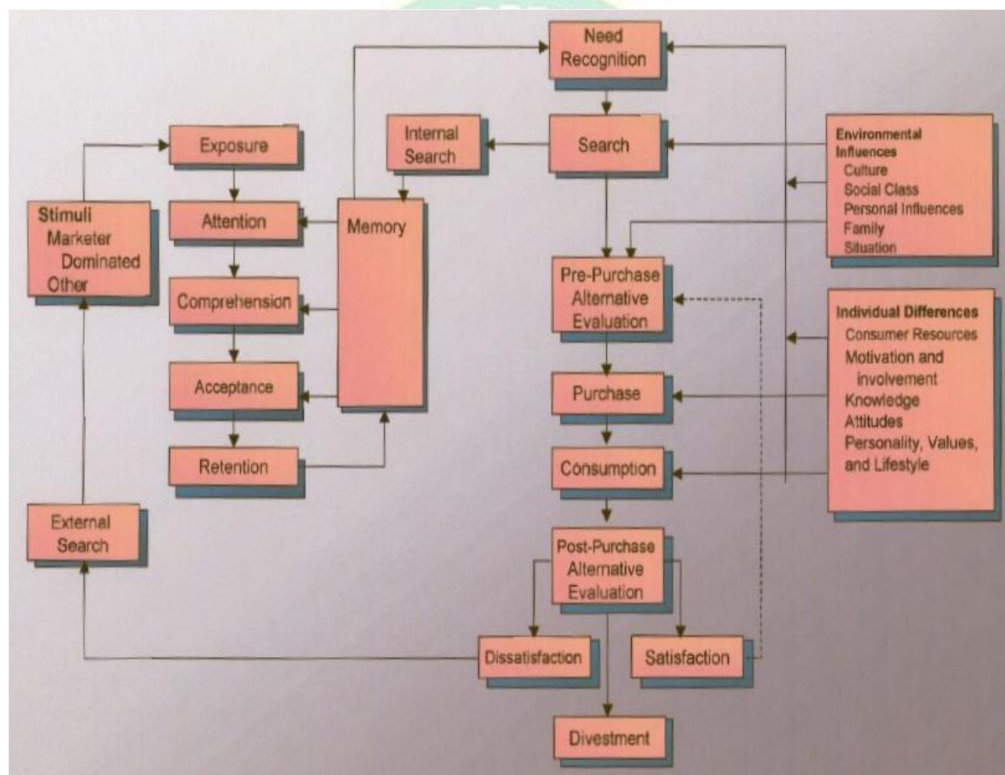 Need
Recognition
Search
Internal
Search
Exposure
Attention
Comprehension
Acceptance
Retention
Memory
Stimuli
Marketer
Dominated
Other
External
Search
Pre-Purchase
Alternative
Evaluation
Purchase
Consumption
Post-Purchase
Alternative
Evaluation
Dissatisfaction
Satisfaction
Divestment
Environmental
Influences
Culture
Social Class
Personal Influences
Family
Situation
Individual Differences
Consumer Resources
Motivation and
involvement
Knowledge
Attitudes
Personality, Values,
and Lifestyle